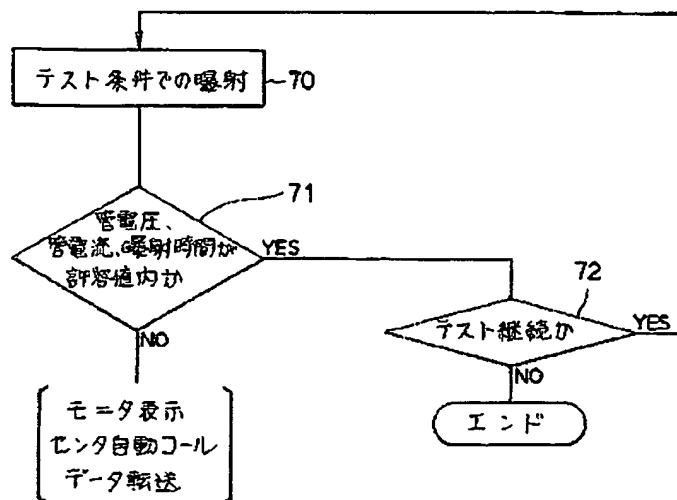 テスト条件での曝射
70
71
管電圧、
管電流、曝射時間が
許容値内か
YES
NO
72
テスト継続か
YES
NO
エンド
モニタ表示
センタ自動コール
データ転送